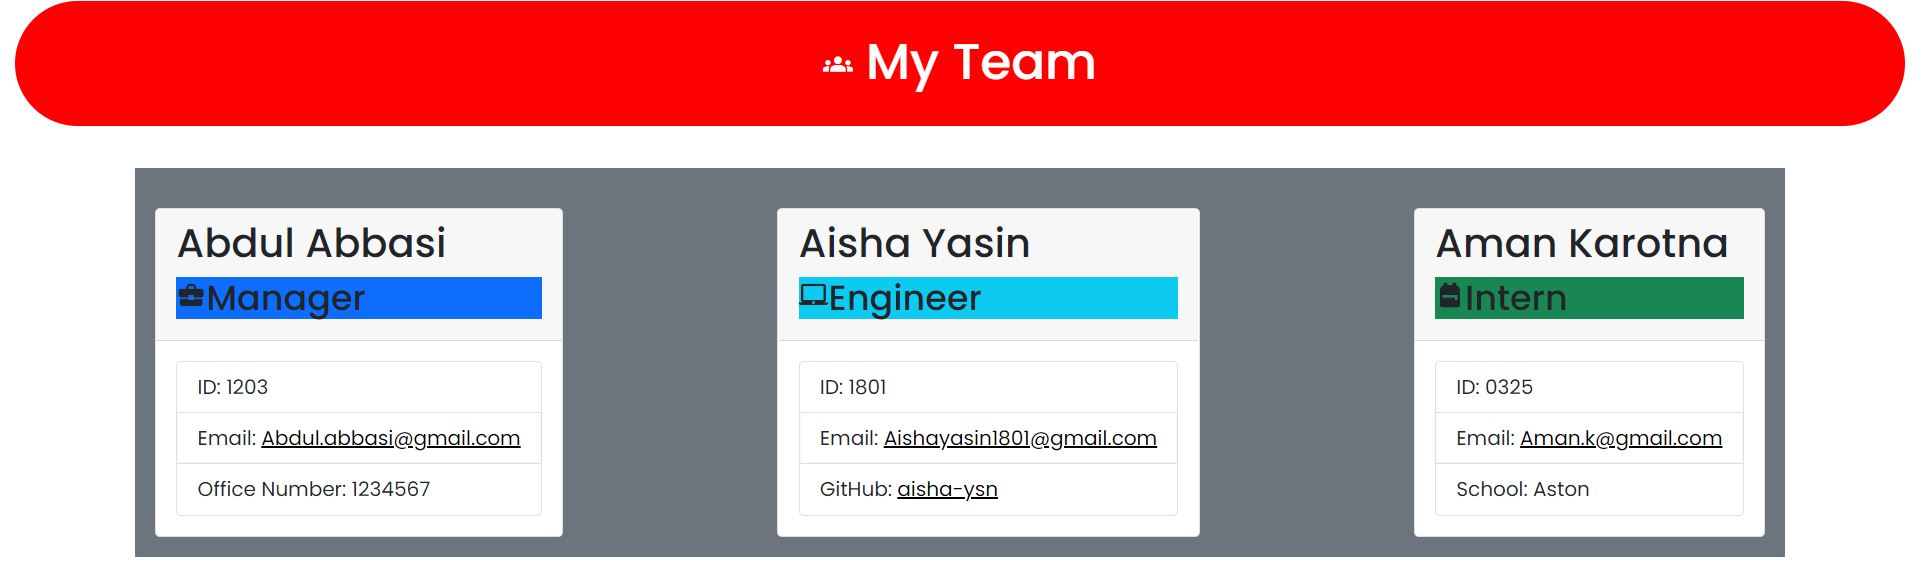 My Team
Abdul Abbasi
Manager
ID: 1203
Email: Abdul.abbasi@gmail.com
Office Number: 1234567
Aisha Yasin
Engineer
ID: 1801
Email: Aishayasin1801@gmail.com
GitHub: aisha-ysn
Aman Karotna
Intern
ID: 0325
Email: Aman.k@gmail.com
School: Aston